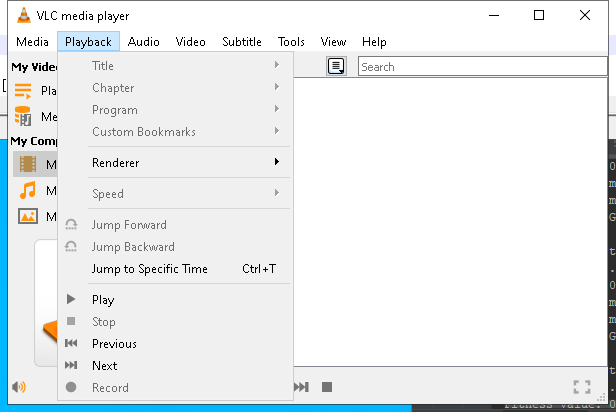 VLC media player
Media Playback Audio Video Subtitle Tools View Help
My Vide
Pla
Me
My Comp
M
M
M
Title
Chapter
Program
Custom Bookmarks
Renderer
Speed
Jump Forward
Jump Backward
Jump to Specific Time Ctrl+T
Play
Stop
Previous
Next
Record
Search